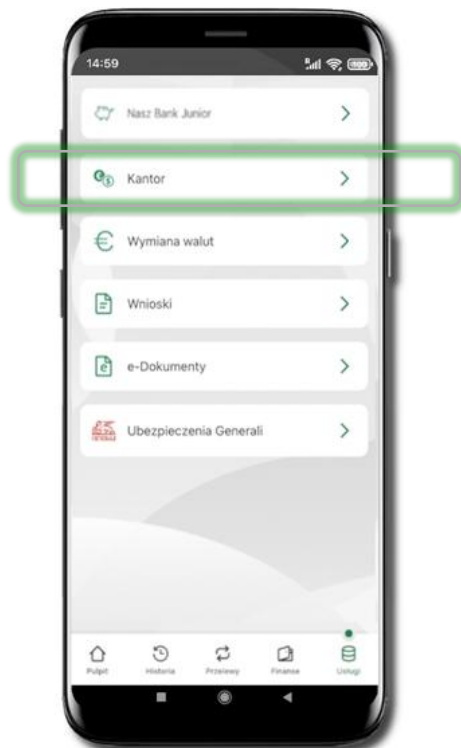 14:59
Nasz Bank Junior
Kantor
Wymiana walut
Wnioski
e-Dokumenty
Ubezpieczenia Generali
Pulpit
Historia
Przelewy
Finanse
Usługi